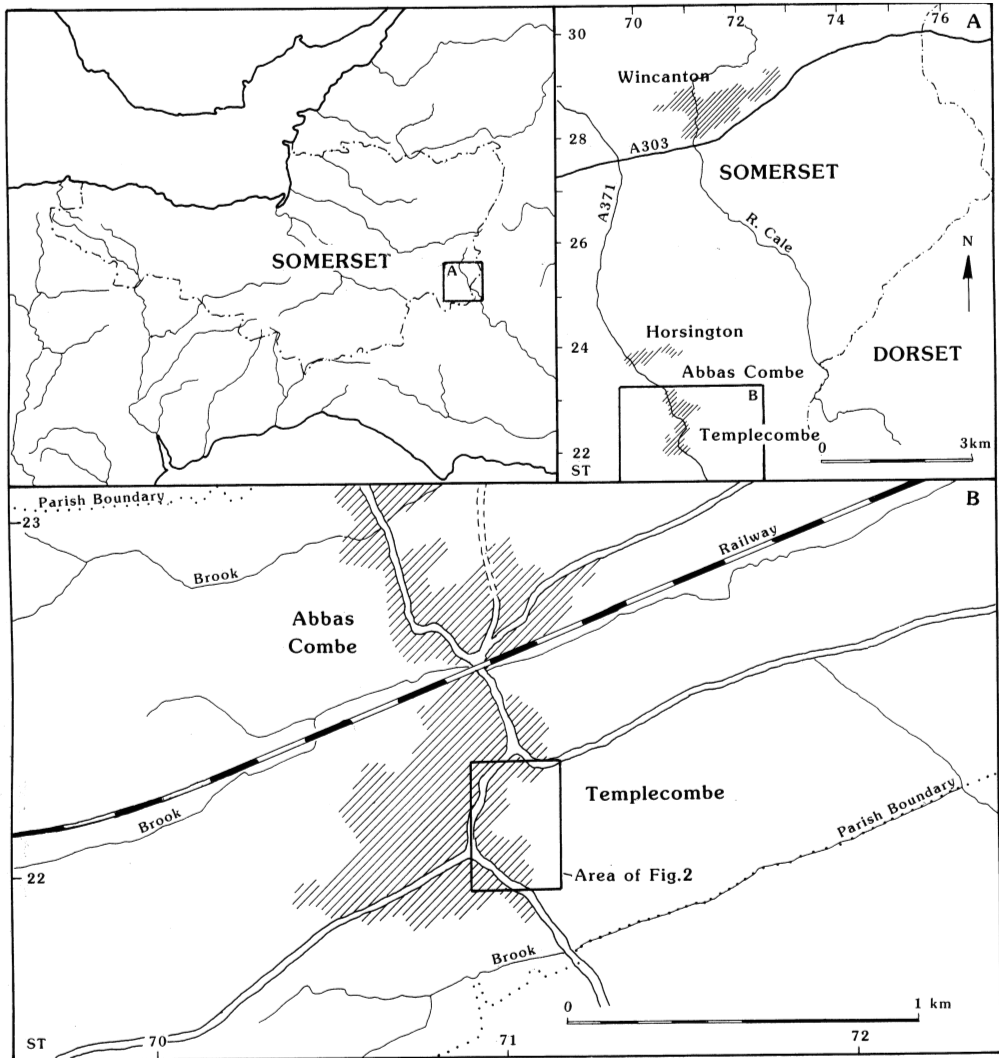 SOMERSET
A
70
72
74
76
A
30
28
26
24
22
ST
Wincanton
A303
A371
SOMERSET
R. Cale
N
Horsington
Abbas Combe
DORSET
B
Templecombe
0
3km
B
Parish Boundary
23
Brook
Railway
Abbas
Combe
Templecombe
Brook
Parish Boundary
22
Area of Fig.2
Brook
0
1 km
ST
70
71
72